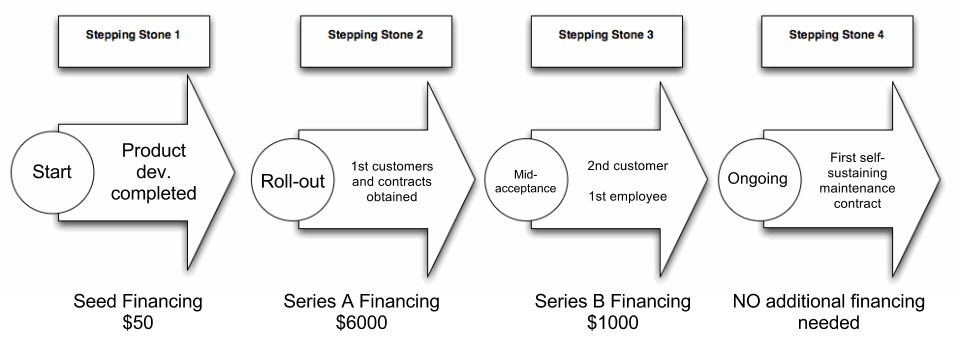 Stepping Stone 1
Stepping Stone 2
Stepping Stone 3
Stepping Stone 4
Start
Product
dev.
completed
Roll-out
1st customers
and contracts
obtained
Mid-
acceptance
2nd customer
1st employee
Ongoing
First self-
sustaining
maintenance
contract
Seed Financing
$50
Series A Financing
$6000
Series B Financing
$1000
NO additional financing
needed